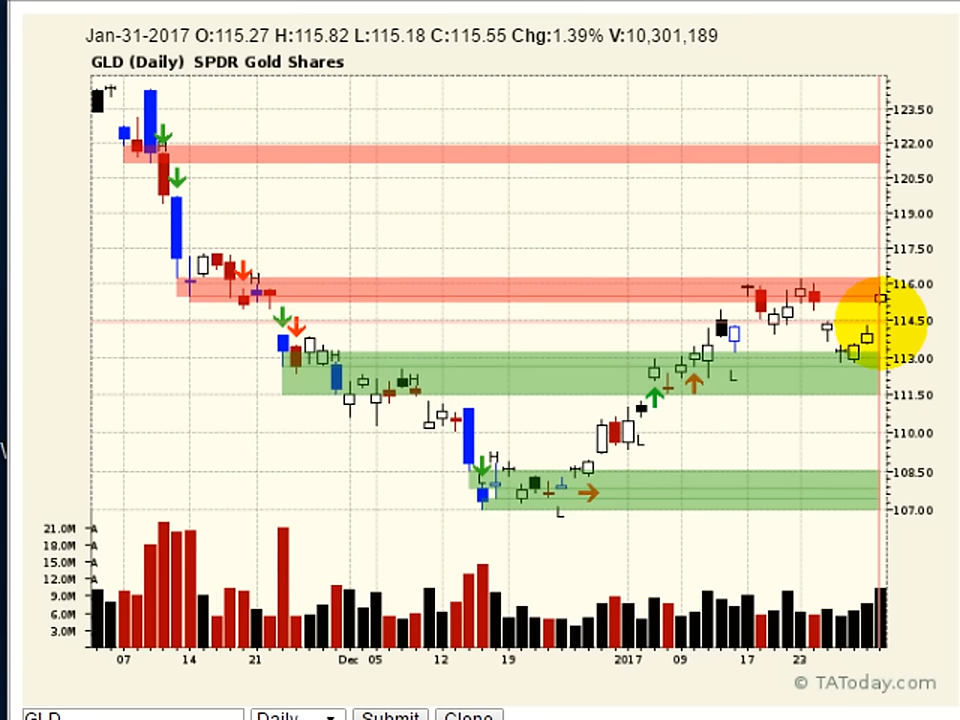 Jan-31-2017 O:115.27 H:115.82 L:115.18 C:115.55 Chg:1.39% V:10,301,189
GLD (Daily) SPDR Gold Shares
123.50
122.00
120.50
119.00
117.50
116.00
114.50
113.00
111.50
110.00
108.50
107.00
H
H
H
H
H
L
L
L
21.0M A
18.0M A
15.0M A
12.0M A
9.0M
6.0M
3.0M
07 14 21 Dec 05 12 19 2017 09 17 23
© TAToday.com
GLD Daily Submit Clone